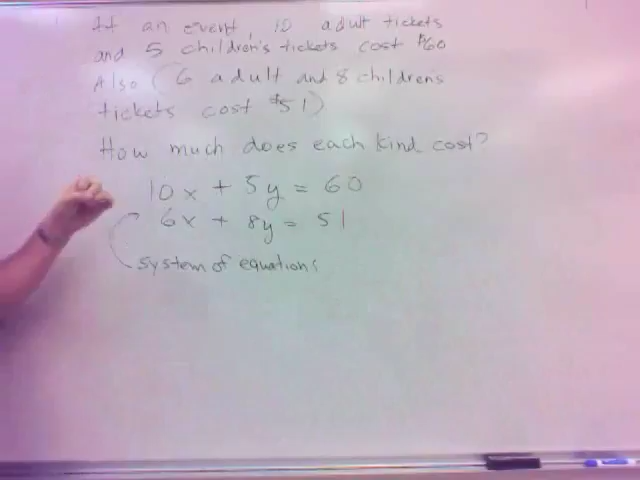 At an event, 10 adult tickets
and 5 children's tickets cost $60
Also (6 adult and 8 childrens
tickets cost $51)
How much does each kind cost?
10x + 5y = 60
6x + 8y = 51
system of equations